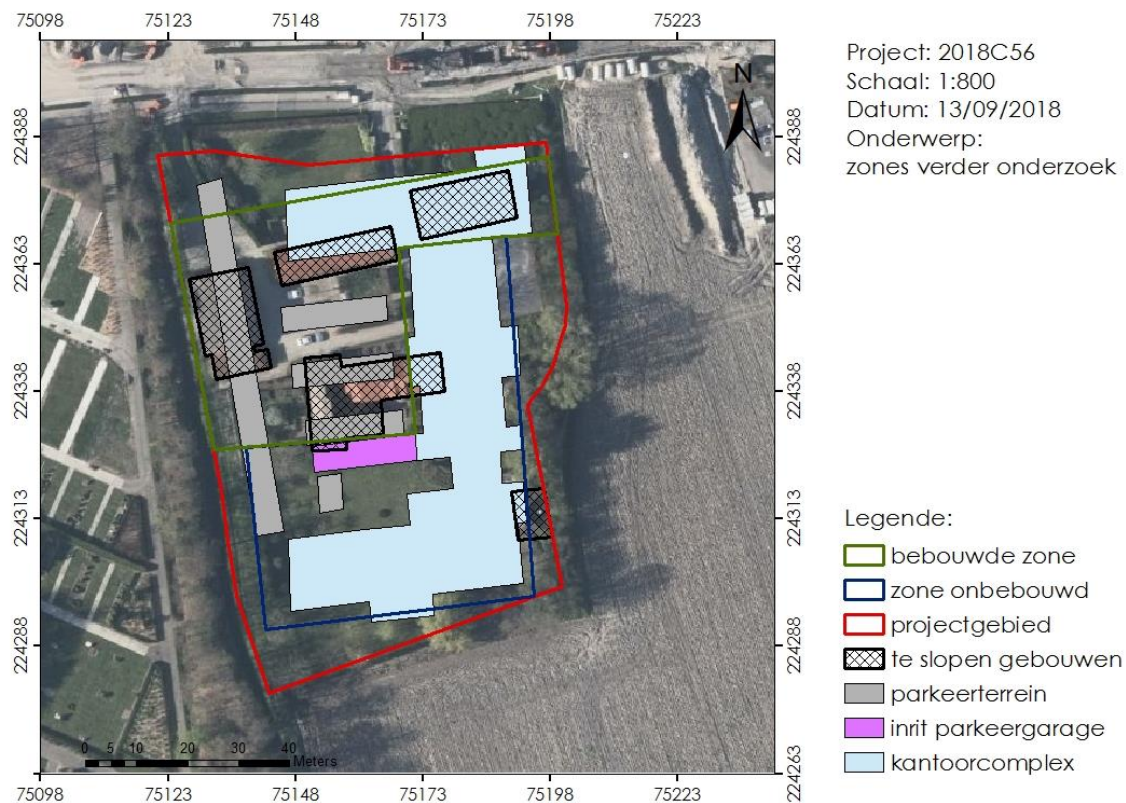 75098 75123 75148 75173 75198 75223
Project: 2018C56
Schaal: 1:800
Datum: 13/09/2018
Onderwerp:
zones verder onderzoek
N
224388 224388
224363 224363
224338 224338
224313 224313
224288 224288
224263
Legende:
bebouwde zone
zone onbebouwd
projectgebied
te slopen gebouwen
parkeerterrein
inrit parkeergarage
kantoorcomplex
0 5 10 20 30 40
Meters
75098 75123 75148 75173 75198 75223